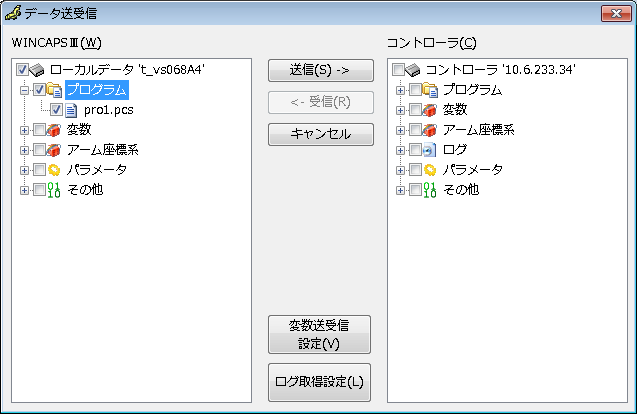 データ送受信
WINCAPSⅢ(W)
ローカルデータ 't_vs068A4'
プログラム
pro1.pcs
変数
アーム座標系
パラメータ
その他
送信(S) ->
<- 受信(R)
キャンセル
変数送受信
設定(V)
ログ取得設定(L)
コントローラ(C)
コントローラ '10.6.233.34'
プログラム
変数
アーム座標系
ログ
パラメータ
その他